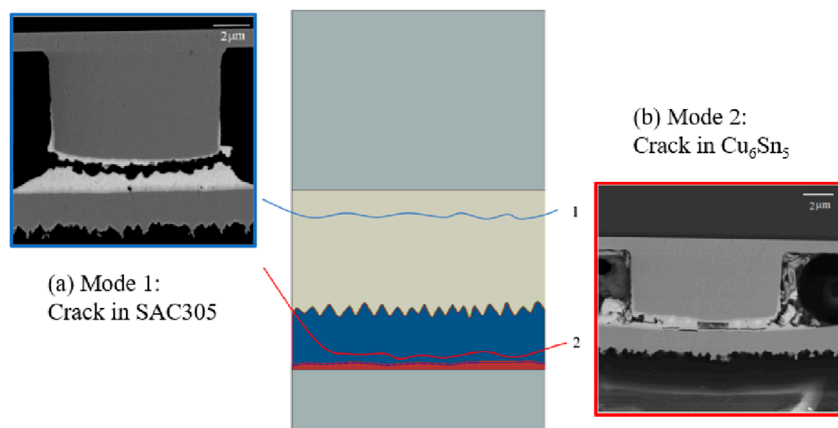 2μm
(a) Mode 1:
Crack in SAC305
1
2
(b) Mode 2:
Crack in Cu₆Sn₅
2μm